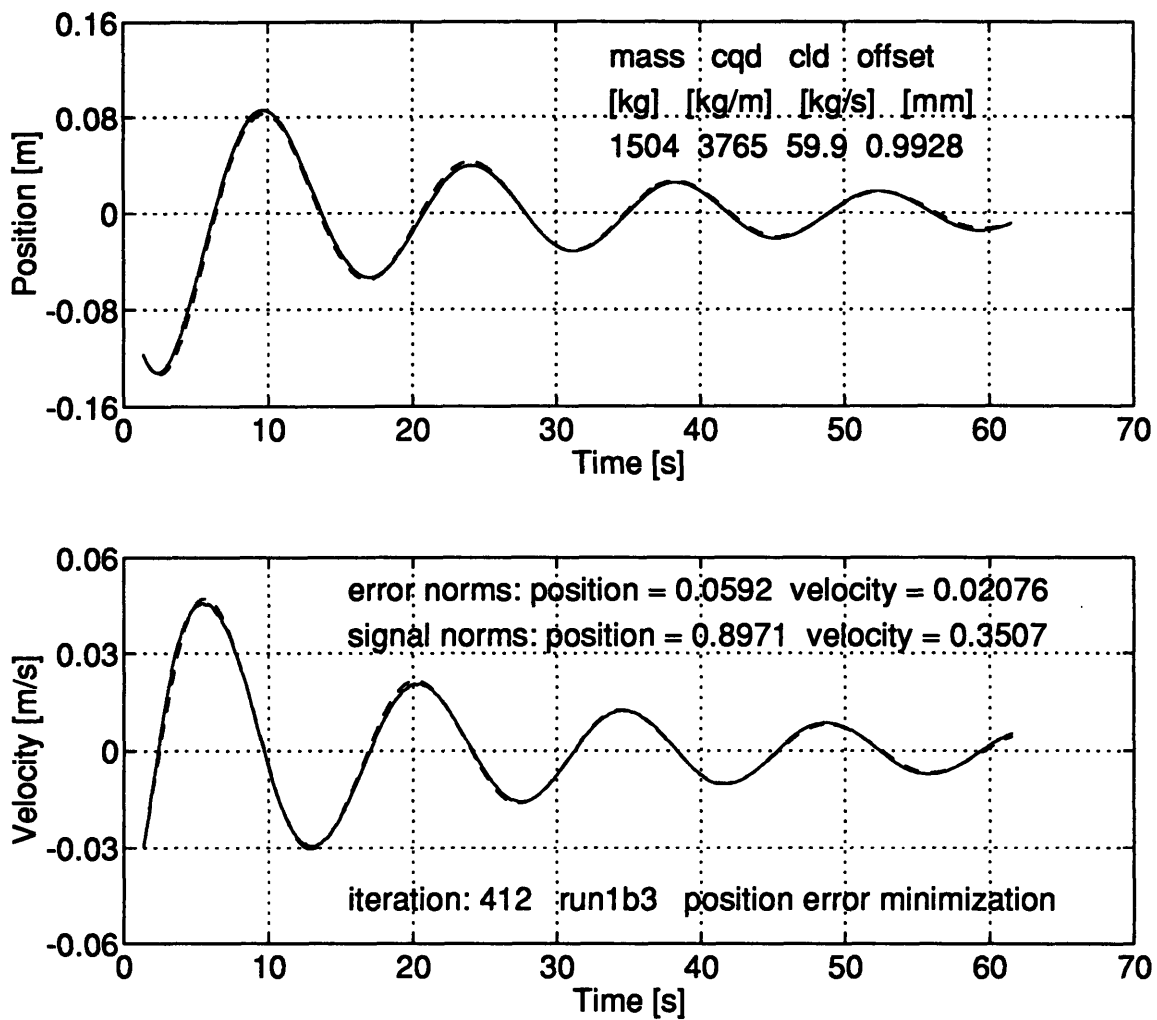 0.16
mass cqd cld offset
[kg] [kg/m] [kg/s] [mm]
0.08
1504 3765 59.9 0.9928
Position [m]
0
-0.08
-0.16
0 10 20 30 40 50 60 70
Time [s]
0.06
error norms: position = 0.0592 velocity = 0.02076
signal norms: position = 0.8971 velocity = 0.3507
0.03
Velocity [m/s]
0
-0.03
iteration: 412 run1b3 position error minimization
-0.06
0 10 20 30 40 50 60 70
Time [s]